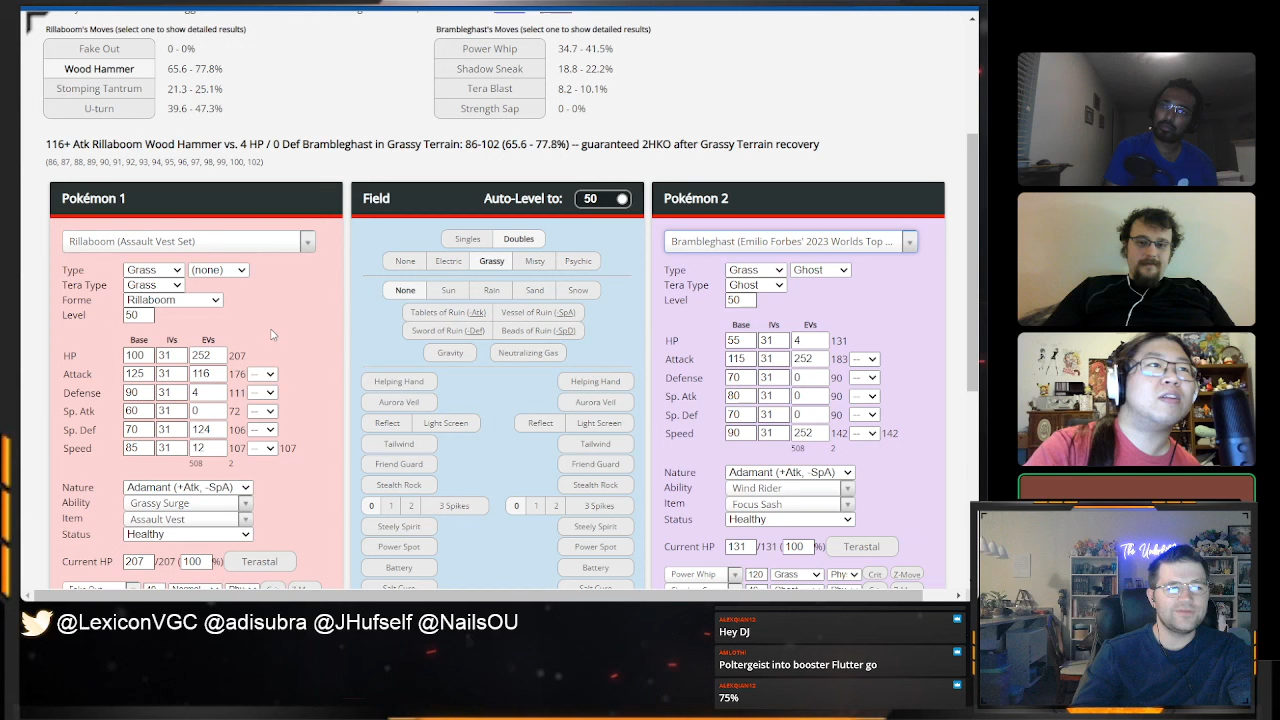 Rillaboom's Moves (select one to show detailed results)
Fake Out 0 - 0%
Wood Hammer 65.6 - 77.8%
Stomping Tantrum 21.3 - 25.1%
U-turn 39.6 - 47.3%
Brambleghast's Moves (select one to show detailed results)
Power Whip 34.7 - 41.5%
Shadow Sneak 18.8 - 22.2%
Tera Blast 8.2 - 10.1%
Strength Sap 0 - 0%
116+ Atk Rillaboom Wood Hammer vs. 4 HP / 0 Def Brambleghast in Grassy Terrain: 86-102 (65.6 - 77.8%) -- guaranteed 2HKO after Grassy Terrain recovery
(86, 87, 88, 89, 90, 91, 92, 93, 94, 95, 96, 97, 98, 99, 100, 102)
Pokémon 1
Rillaboom (Assault Vest Set)
Type Grass (none)
Tera Type Grass
Forme Rillaboom
Level 50
Base IVs EVs
HP 100 31 252 207
Attack 125 31 116 176 --
Defense 90 31 4 111 --
Sp. Atk 60 31 0 72 --
Sp. Def 70 31 124 106 --
Speed 85 31 12 107 -- 107
508 2
Nature Adamant (+Atk, -SpA)
Ability Grassy Surge
Item Assault Vest
Status Healthy
Current HP 207 /207 (100 %) Terastal
Field Auto-Level to: 50
Singles Doubles
None Electric Grassy Misty Psychic
None Sun Rain Sand Snow
Tablets of Ruin (-Atk) Vessel of Ruin (-SpA)
Sword of Ruin (-Def) Beads of Ruin (-SpD)
Gravity Neutralizing Gas
Helping Hand Helping Hand
Aurora Veil Aurora Veil
Reflect Light Screen Reflect Light Screen
Tailwind Tailwind
Friend Guard Friend Guard
Stealth Rock Stealth Rock
0 1 2 3 Spikes 0 1 2 3 Spikes
Steely Spirit Steely Spirit
Power Spot Power Spot
Battery Battery
Pokémon 2
Brambleghast (Emilio Forbes' 2023 Worlds Top ...
Type Grass Ghost
Tera Type Ghost
Level 50
Base IVs EVs
HP 55 31 4 131
Attack 115 31 252 183 --
Defense 70 31 0 90 --
Sp. Atk 80 31 0 90 --
Sp. Def 70 31 0 90 --
Speed 90 31 252 142 -- 142
508 2
Nature Adamant (+Atk, -SpA)
Ability Wind Rider
Item Focus Sash
Status Healthy
Current HP 131 /131 (100 %) Terastal
Power Whip 120 Grass Phy: Crit Z-Move
@LexiconVGC @adisubra @JHufself @NailsOU
ALEXQIAN12
Hey DJ
AMLOTHI
Poltergeist into booster Flutter go
ALEXQIAN12
75%